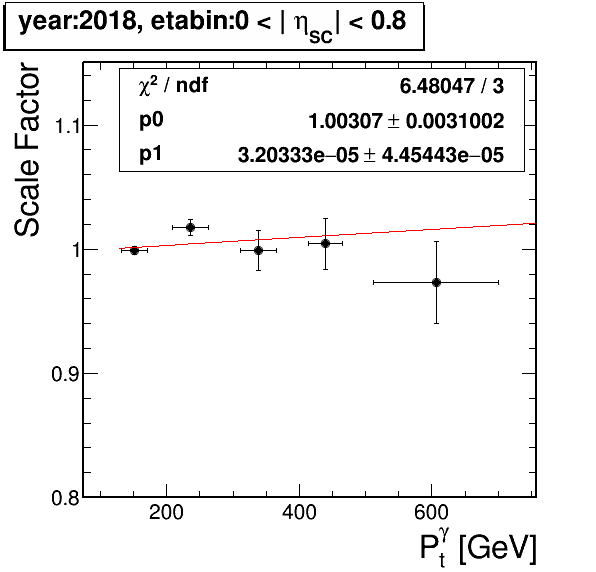 year:2018, etabin:0 < | η_SC| < 0.8
Scale Factor
χ² / ndf 6.48047 / 3
p0 1.00307 ± 0.0031002
p1 3.20333e−05 ± 4.45443e−05
1.1
1
0.9
0.8
200 400 600
P_t^γ [GeV]